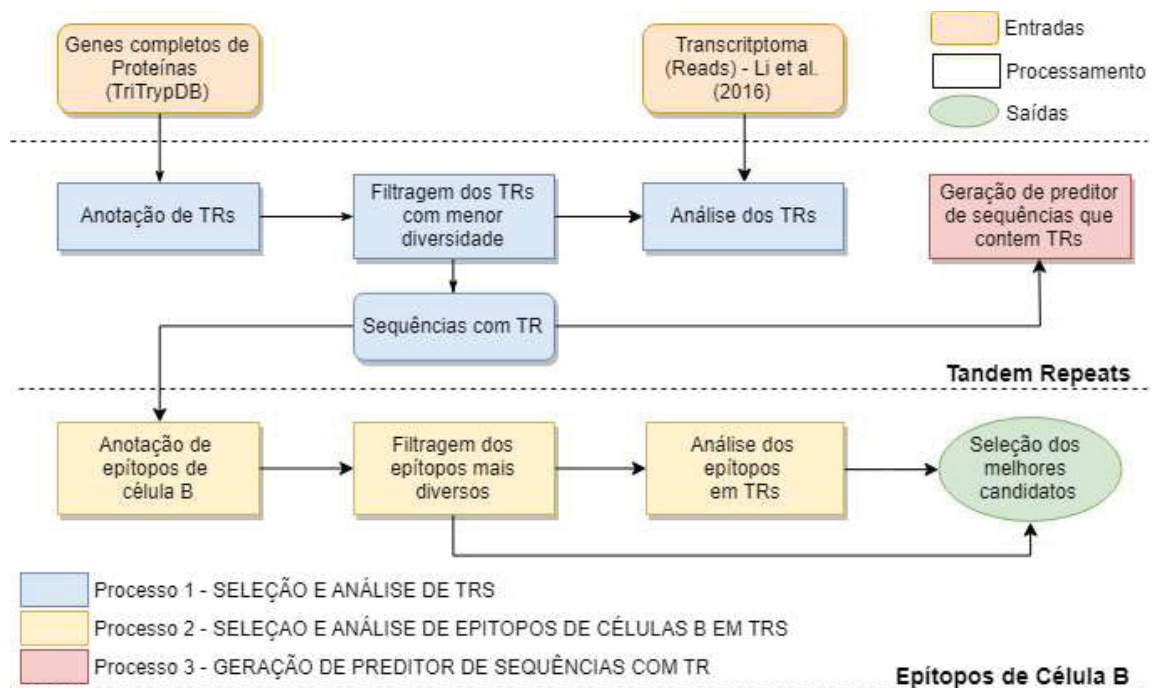 Genes completos de
Proteínas
(TriTrypDB)
Transcritptoma
(Reads) - Li et al.
(2016)
Entradas
Processamento
Saídas
Anotação de TRs
Filtragem dos TRs
com menor
diversidade
Análise dos TRs
Geração de preditor
de sequências que
contem TRs
Sequências com TR
Tandem Repeats
Anotação de
epítopos de
célula B
Filtragem dos
epítopos mais
diversos
Análise dos
epítopos
em TRs
Seleção dos
melhores
candidatos
Processo 1 - SELEÇÃO E ANÁLISE DE TRS
Processo 2 - SELEÇAO E ANÁLISE DE EPITOPOS DE CÉLULAS B EM TRS
Processo 3 - GERAÇÃO DE PREDITOR DE SEQUÊNCIAS COM TR
Epítopos de Célula B